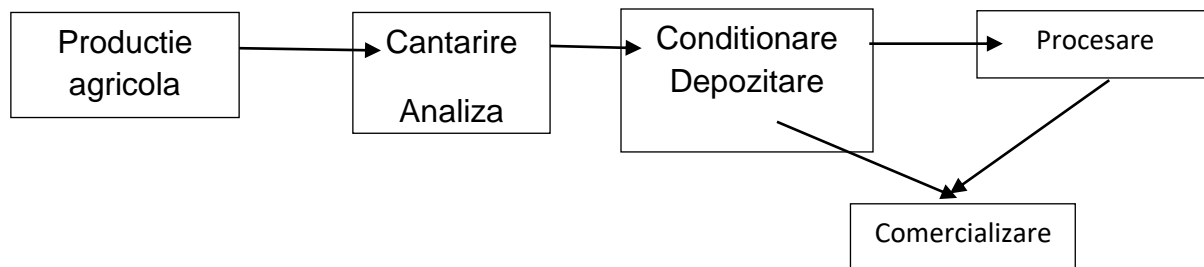 Productie
agricola
Cantarire
Analiza
Conditionare
Depozitare
Procesare
Comercializare